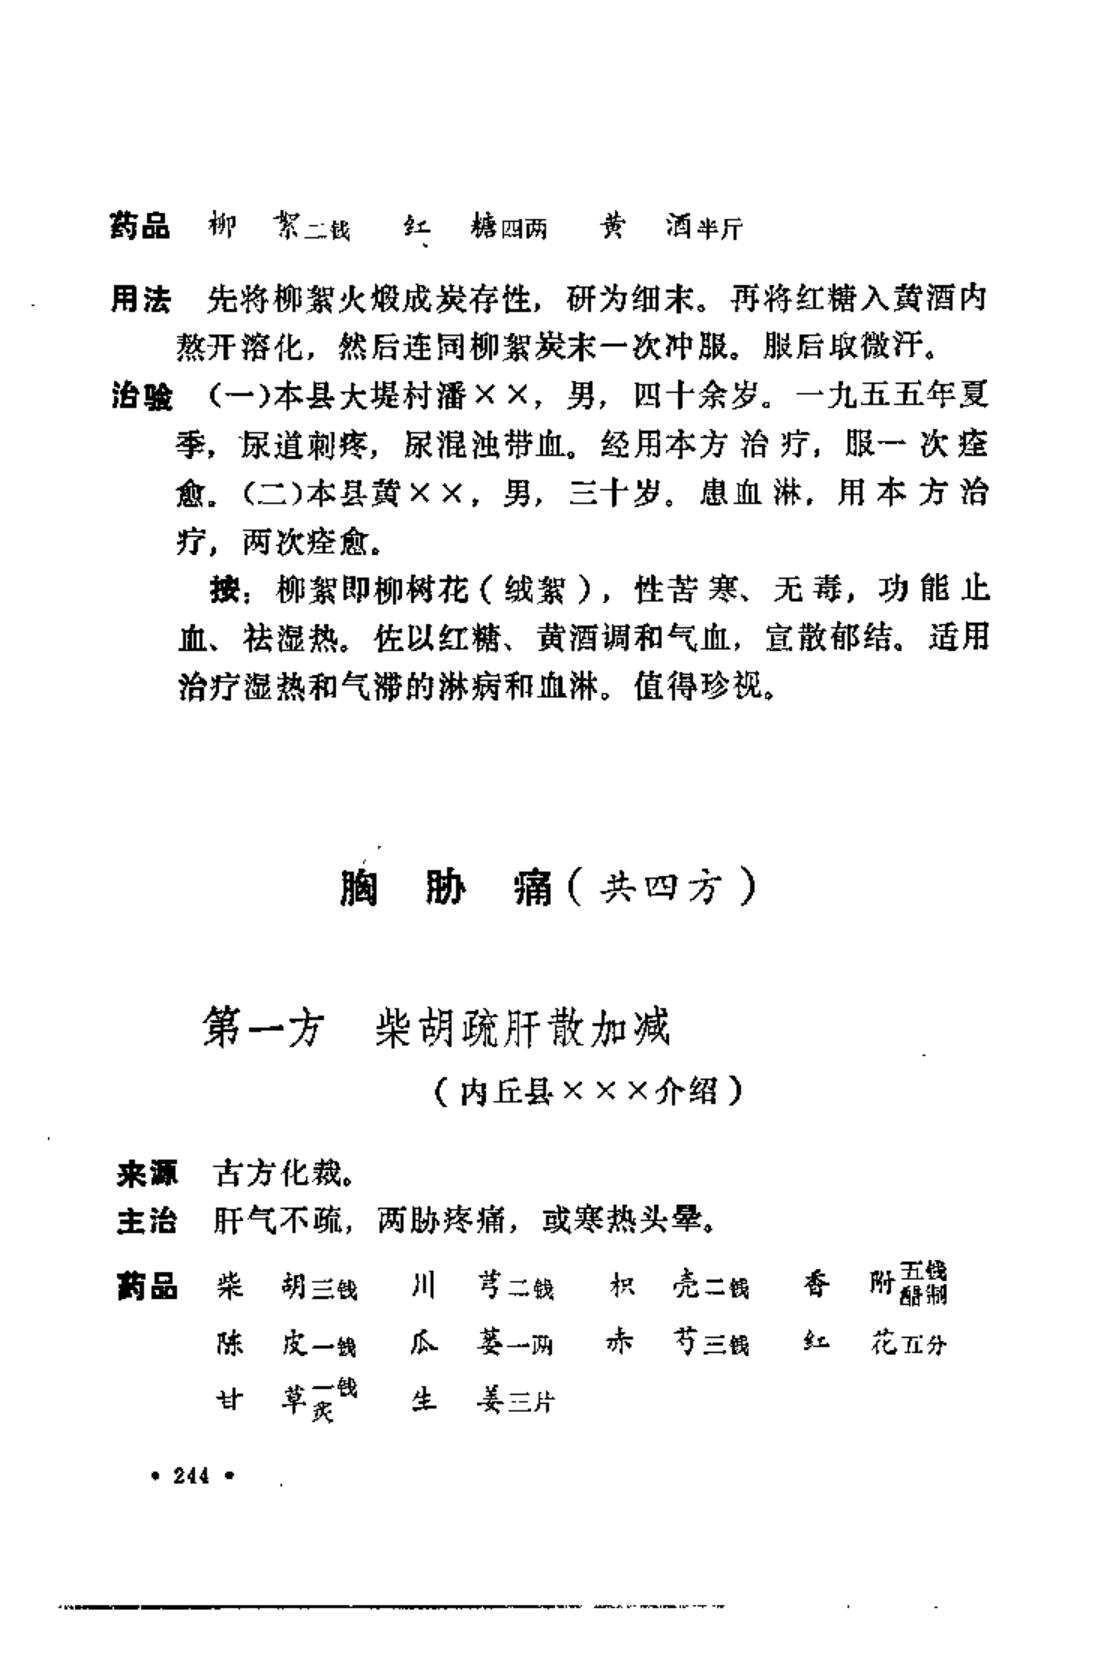 药品 柳 絮二钱 红 糖四两 黄 酒半斤
用法 先将柳絮火煅成炭存性，研为细末。再将红糖入黄酒内
熬开溶化，然后连同柳絮炭末一次冲服。服后取微汗。
治验 （一）本县大堤村潘××，男，四十余岁。一九五五年夏
季，尿道刺疼，尿混浊带血。经用本方治疗，服一次痊
愈。（二）本县黄××，男，三十岁。患血淋，用本方治
疗，两次痊愈。
按：柳絮即柳树花（绒絮），性苦寒、无毒，功能止
血、祛湿热。佐以红糖、黄酒调和气血，宣散郁结。适用
治疗湿热和气滞的淋病和血淋。值得珍视。
胸 胁 痛（共四方）
第一方 柴胡疏肝散加减
（内丘县×××介绍）
来源 古方化裁。
主治 肝气不疏，两胁疼痛，或寒热头晕。
药品 柴 胡三钱 川 芎二钱 枳 壳二钱 香 附五钱醋制
陈 皮一钱 瓜 蒌一两 赤 芍三钱 红 花五分
甘 草一钱炙 生 姜三片
• 244 •